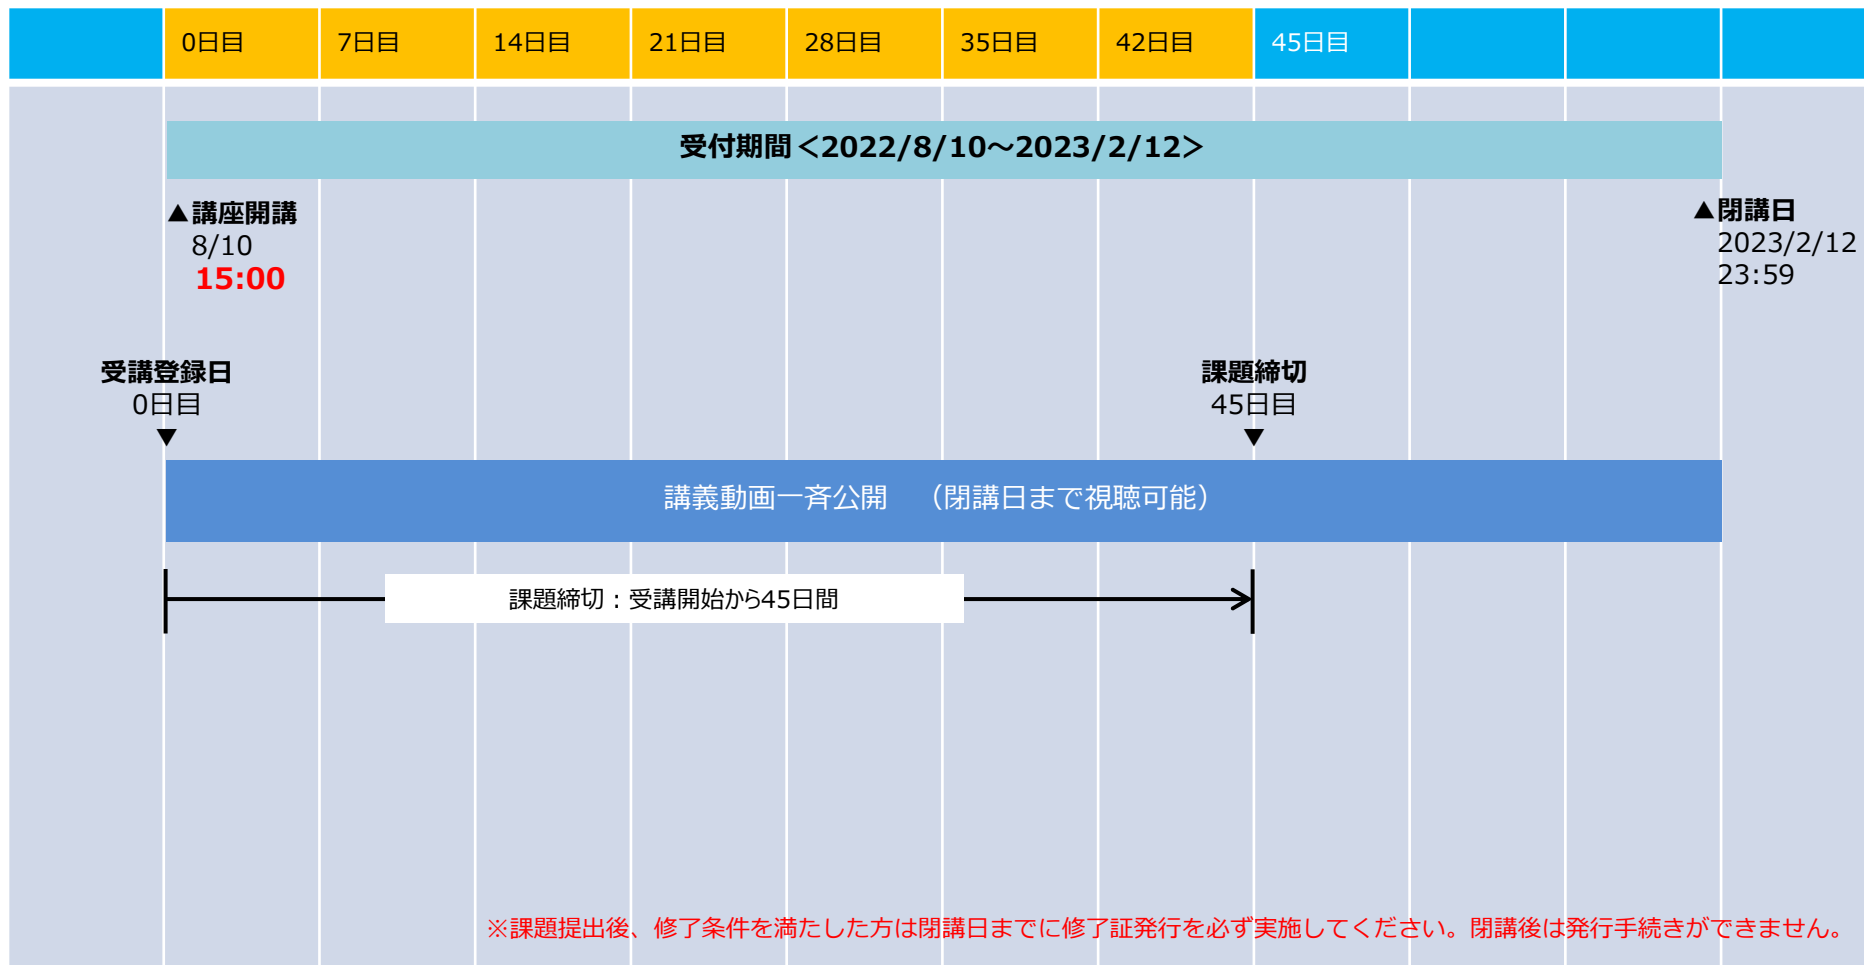 0日目 7日目 14日目 21日目 28日目 35日目 42日目 45日目
受付期間<2022/8/10～2023/2/12>
▲講座開講
8/10
15:00
▲閉講日
2023/2/12
23:59
受講登録日
0日目
▼
課題締切
45日目
▼
講義動画一斉公開　（閉講日まで視聴可能）
課題締切：受講開始から45日間
※課題提出後、修了条件を満たした方は閉講日までに修了証発行を必ず実施してください。閉講後は発行手続きができません。